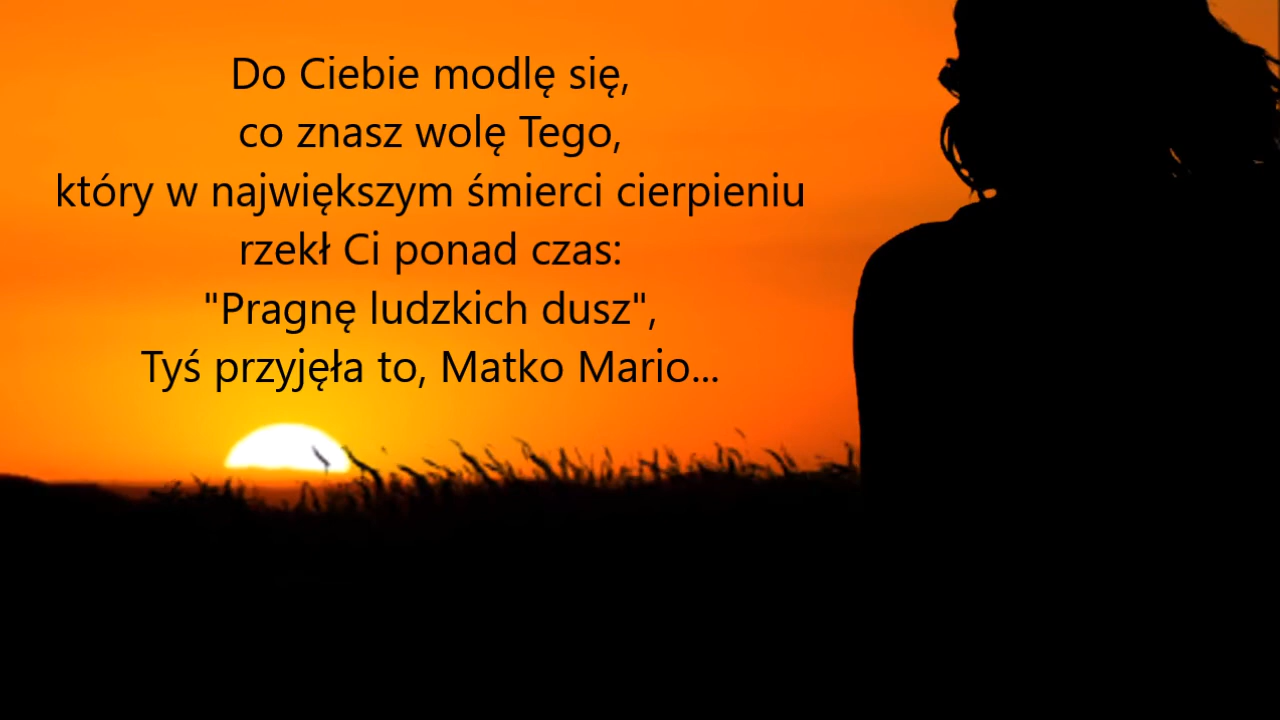 Do Ciebie modlę się,
co znasz wolę Tego,
który w największym śmierci cierpieniu
rzekł Ci ponad czas:
"Pragnę ludzkich dusz",
Tyś przyjęła to, Matko Mario...